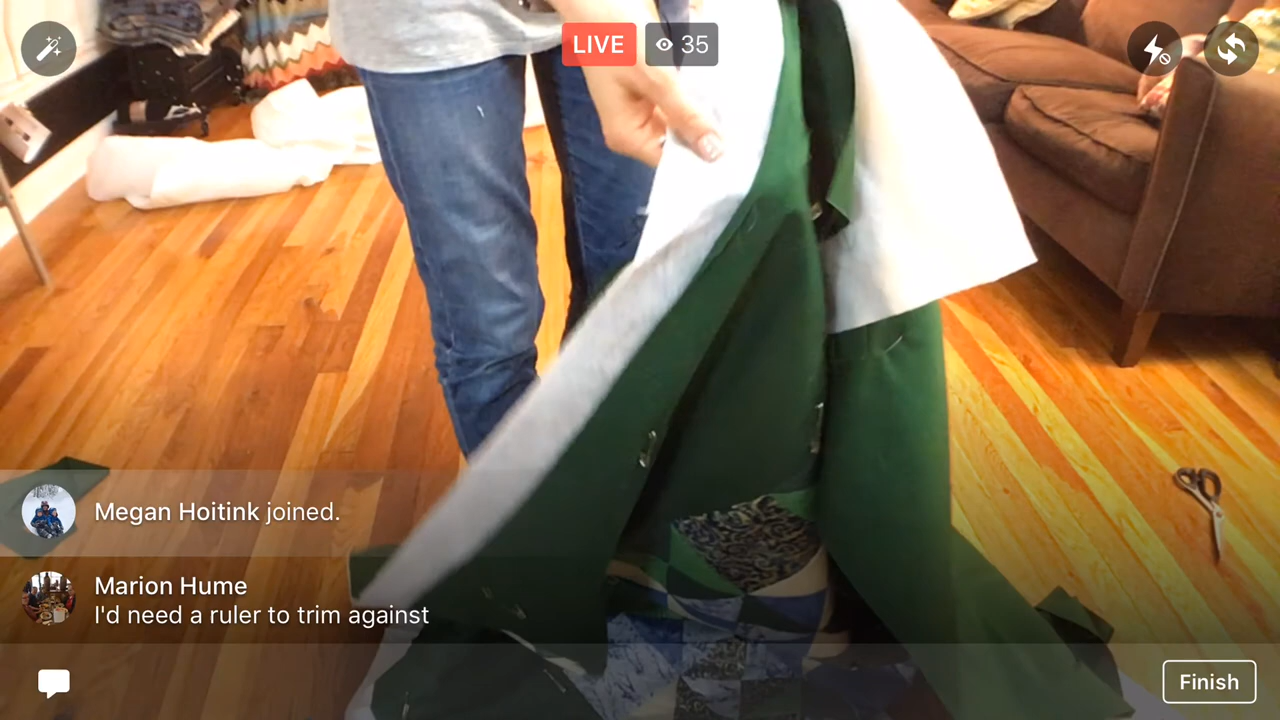 LIVE 35
Megan Hoitink joined.
Marion Hume
I'd need a ruler to trim against
Finish